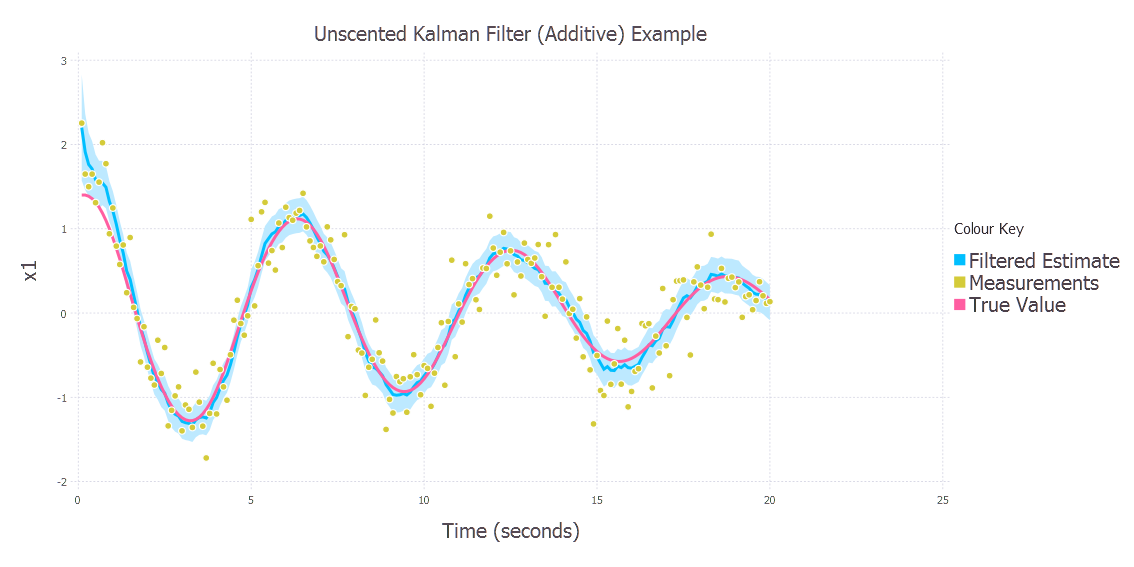 Unscented Kalman Filter (Additive) Example
3
2
1
0
-1
-2
x1
0
5
10
15
20
25
Time (seconds)
Colour Key
Filtered Estimate
Measurements
True Value